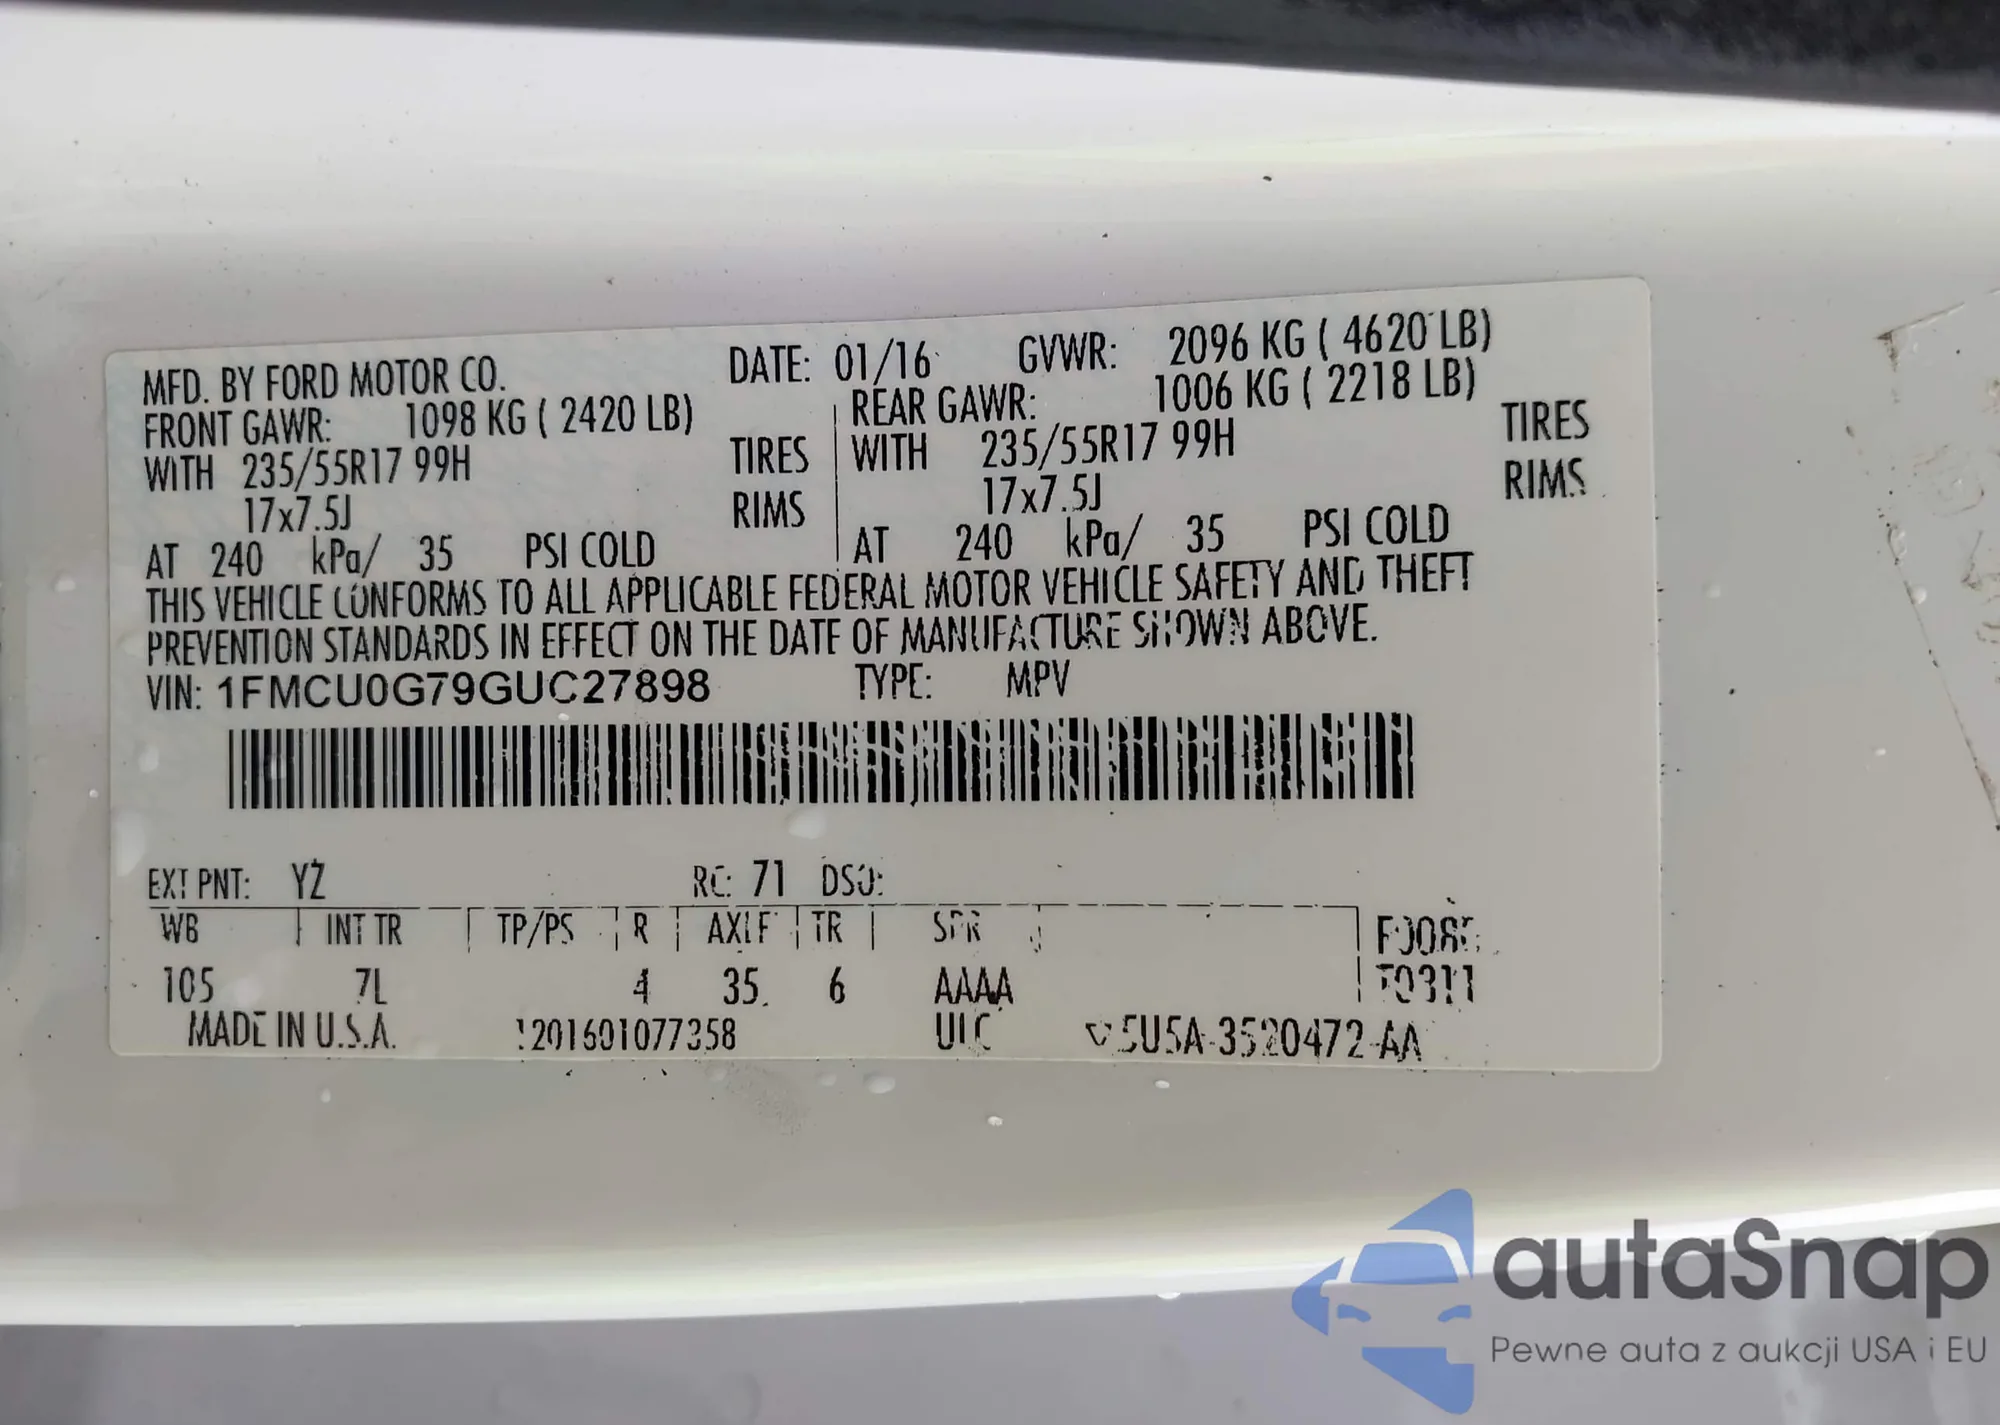 MFD. BY FORD MOTOR CO. DATE: 01/16 GVWR: 2096 KG ( 4620 LB)
FRONT GAWR: 1098 KG ( 2420 LB) REAR GAWR: 1006 KG ( 2218 LB)
WITH 235/55R17 99H TIRES WITH 235/55R17 99H TIRES
17x7.5J RIMS 17x7.5J RIMS
AT 240 kPa/ 35 PSI COLD AT 240 kPa/ 35 PSI COLD
THIS VEHICLE CONFORMS TO ALL APPLICABLE FEDERAL MOTOR VEHICLE SAFETY AND THEFT
PREVENTION STANDARDS IN EFFECT ON THE DATE OF MANUFACTURE SHOWN ABOVE.
VIN: 1FMCU0G79GUC27898 TYPE: MPV
EXT PNT: YZ RC: 71 DSO:
WB INT TR TP/PS R AXLE TR SPR
105 7L 4 35 6 AAAA
MADE IN U.S.A. 1201601077358 UTC
autaSnap
Pewne auta z aukcji USA i EU